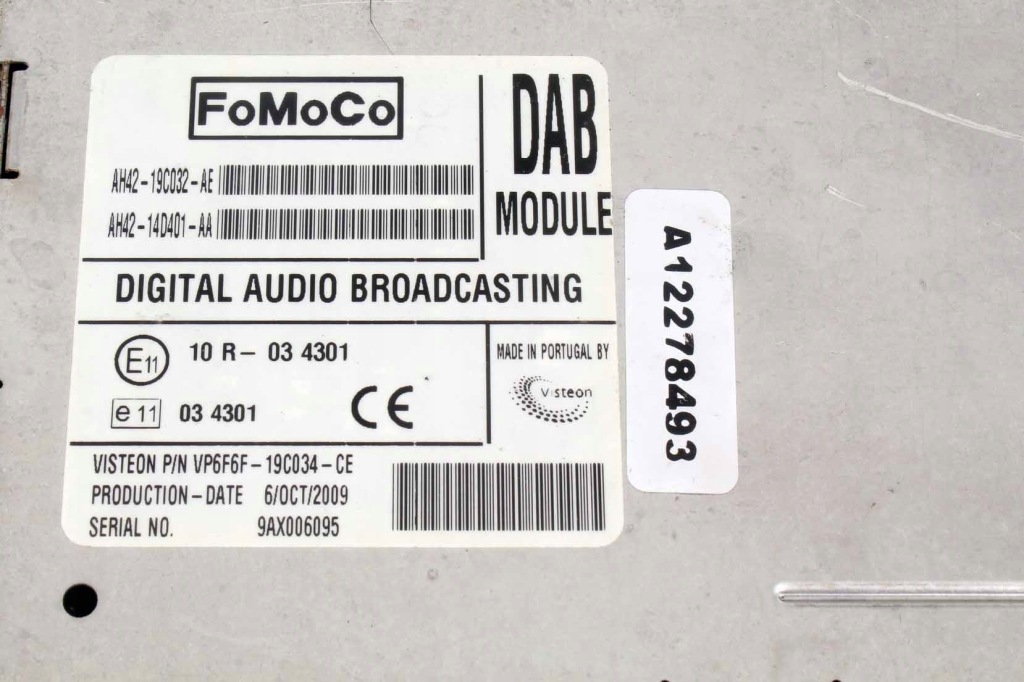 FoMoCo
DAB
MODULE
AH42-19C032-AE
AH42-14D401-AA
DIGITAL AUDIO BROADCASTING
E11
10 R-03 4301
e 11
03 4301
CE
MADE IN PORTUGAL BY
Visteon
VISTEON P/N VP6F6F-19C034-CE
PRODUCTION-DATE 6/OCT/2009
SERIAL NO. 9AX006095
A12278493